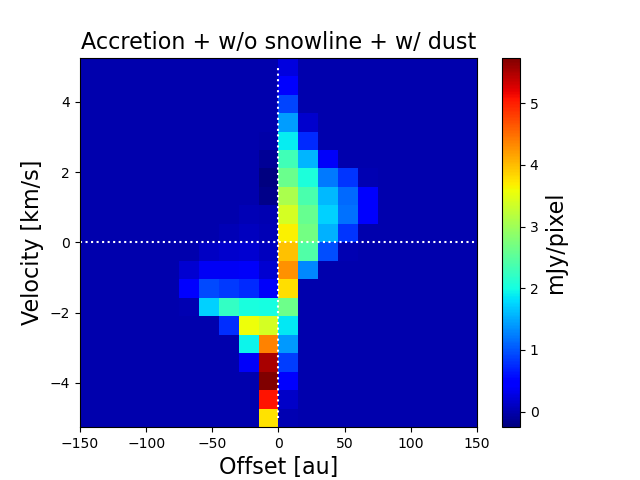 Accretion + w/o snowline + w/ dust
Velocity [km/s]
4
2
0
−2
−4
−150 −100 −50 0 50 100 150
Offset [au]
5
4
3
2
1
0
mJy/pixel